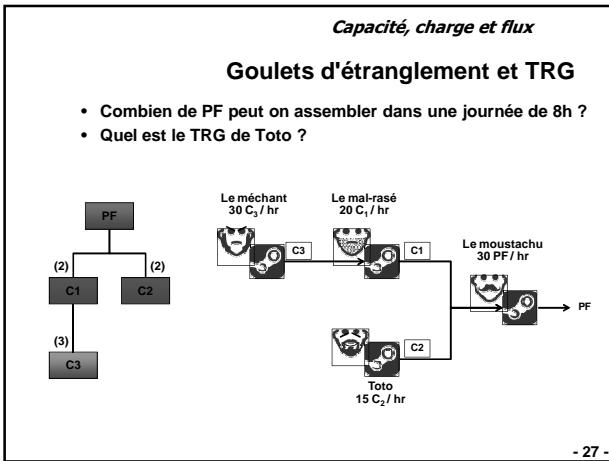 Capacité, charge et flux
Goulets d'étranglement et TRG
• Combien de PF peut on assembler dans une journée de 8h ?
• Quel est le TRG de Toto ?
PF
(2)
(2)
C1
C2
(3)
C3
Le méchant
30 C3 / hr
C3
Le mal-rasé
20 C1 / hr
C1
Le moustachu
30 PF / hr
PF
C2
Toto
15 C2 / hr
- 27 -